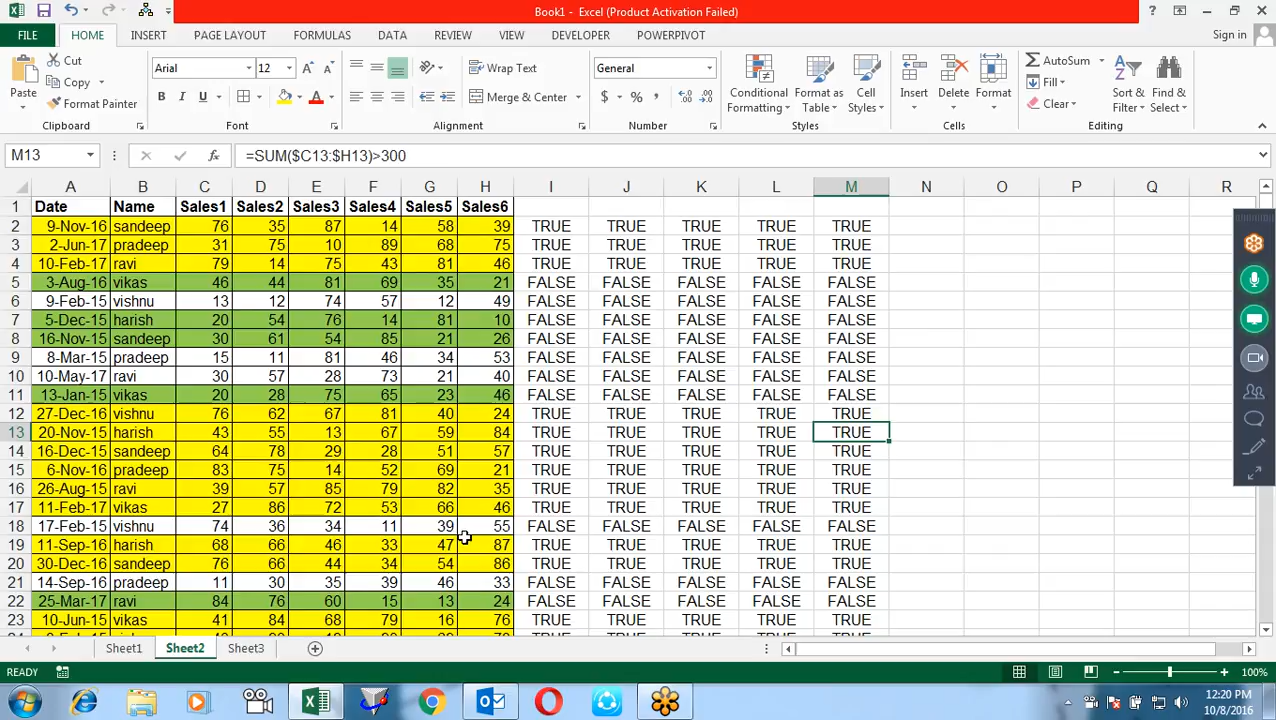 Book1 - Excel (Product Activation Failed)
FILE HOME INSERT PAGE LAYOUT FORMULAS DATA REVIEW VIEW DEVELOPER POWERPIVOT Sign in
Cut
Copy
Format Painter
Paste
Clipboard
Arial 12
B I U
Font
Wrap Text
Merge & Center
Alignment
General
$ % ,
Number
Conditional Formatting
Format as Table
Cell Styles
Styles
Insert Delete Format
Cells
AutoSum
Fill
Clear
Sort & Filter
Find & Select
Editing
M13 =SUM($C13:$H13)>300
A B C D E F G H I J K L M N O P Q R
1 Date Name Sales1 Sales2 Sales3 Sales4 Sales5 Sales6
2 9-Nov-16 sandeep 76 35 87 14 58 39 TRUE TRUE TRUE TRUE TRUE
3 2-Jun-17 pradeep 31 75 10 89 68 75 TRUE TRUE TRUE TRUE TRUE
4 10-Feb-17 ravi 79 14 75 43 81 46 TRUE TRUE TRUE TRUE TRUE
5 3-Aug-16 vikas 46 44 81 69 35 21 FALSE FALSE FALSE FALSE FALSE
6 9-Feb-15 vishnu 13 12 74 57 12 49 FALSE FALSE FALSE FALSE FALSE
7 5-Dec-15 harish 20 54 76 14 81 10 FALSE FALSE FALSE FALSE FALSE
8 16-Nov-15 sandeep 30 61 54 85 21 26 FALSE FALSE FALSE FALSE FALSE
9 8-Mar-15 pradeep 15 11 81 46 34 53 FALSE FALSE FALSE FALSE FALSE
10 10-May-17 ravi 30 57 28 73 21 40 FALSE FALSE FALSE FALSE FALSE
11 13-Jan-15 vikas 20 28 75 65 23 46 FALSE FALSE FALSE FALSE FALSE
12 27-Dec-16 vishnu 76 62 67 81 40 24 TRUE TRUE TRUE TRUE TRUE
13 20-Nov-15 harish 43 55 13 67 59 84 TRUE TRUE TRUE TRUE TRUE
14 16-Dec-15 sandeep 64 78 29 28 51 57 TRUE TRUE TRUE TRUE TRUE
15 6-Nov-16 pradeep 83 75 14 52 69 21 TRUE TRUE TRUE TRUE TRUE
16 26-Aug-15 ravi 39 57 85 79 82 35 TRUE TRUE TRUE TRUE TRUE
17 11-Feb-17 vikas 27 86 72 53 66 46 TRUE TRUE TRUE TRUE TRUE
18 17-Feb-15 vishnu 74 36 34 11 39 55 FALSE FALSE FALSE FALSE FALSE
19 11-Sep-16 harish 68 66 46 33 47 87 TRUE TRUE TRUE TRUE TRUE
20 30-Dec-16 sandeep 76 66 44 34 54 86 TRUE TRUE TRUE TRUE TRUE
21 14-Sep-16 pradeep 11 30 35 39 46 33 FALSE FALSE FALSE FALSE FALSE
22 25-Mar-17 ravi 84 76 60 15 13 24 FALSE FALSE FALSE FALSE FALSE
23 10-Jun-15 vikas 41 84 68 79 16 76 TRUE TRUE TRUE TRUE TRUE
Sheet1 Sheet2 Sheet3
READY 100%
12:20 PM
10/8/2016